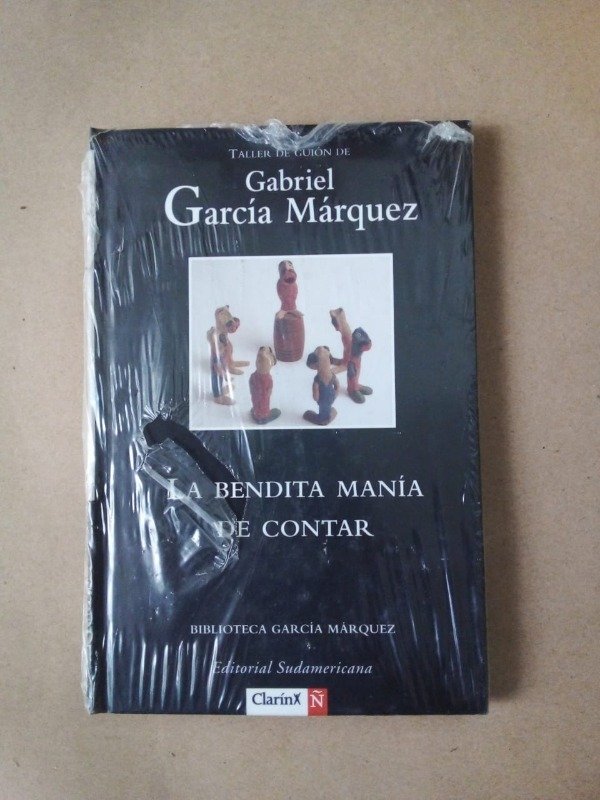 TALLER DE GUIÓN DE
Gabriel
García Márquez
LA BENDITA MANÍA
DE CONTAR
BIBLIOTECA GARCÍA MÁRQUEZ
Editorial Sudamericana
Clarín Ñ